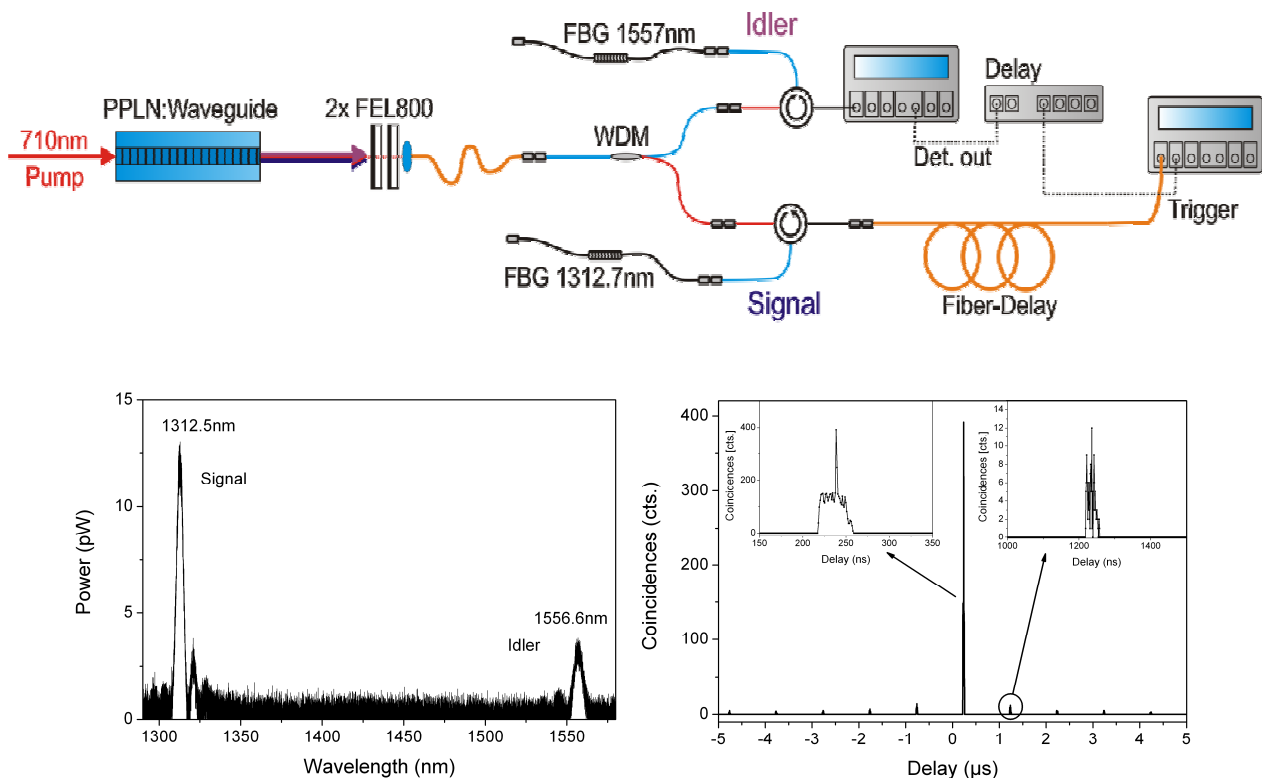 FBG 1557nm
Idler
PPLN:Waveguide
2x FEL800
Delay
710nm
Pump
WDM
Det. out
Trigger
FBG 1312.7nm
Signal
Fiber-Delay
15
10
5
0
Power (pW)
1312.5nm
Signal
1556.6nm
Idler
1300 1350 1400 1450 1500 1550
Wavelength (nm)
400
300
200
100
0
Coincidences (cts.)
400
200
0
Coincicences [cts.]
150 200 250 300 350
Delay (ns)
14
12
10
8
6
4
2
0
Coincidences [cts.]
1000 1200 1400
Delay (ns)
-5 -4 -3 -2 -1 0 1 2 3 4 5
Delay (µs)